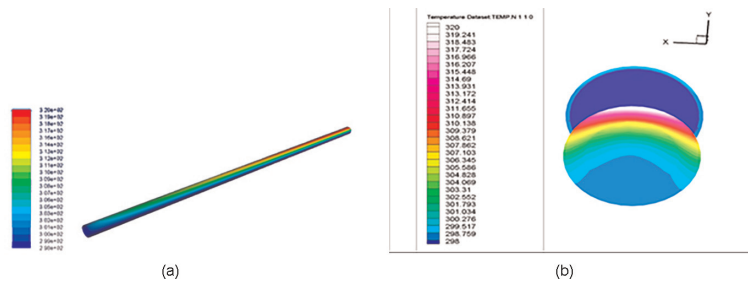 3.20e+02
3.19e+02
3.18e+02
3.17e+02
3.16e+02
3.14e+02
3.13e+02
3.12e+02
3.11e+02
3.10e+02
3.09e+02
3.08e+02
3.07e+02
3.06e+02
3.05e+02
3.03e+02
3.02e+02
3.01e+02
2.98e+02
(a)
Temperature Dataset TEMP.N 1 1 0
320
319.241
318.483
317.724
316.966
316.207
315.448
314.69
313.931
313.172
312.414
311.655
310.897
310.138
309.379
308.621
307.862
307.103
306.345
305.586
304.828
304.069
303.31
302.552
301.793
301.034
300.276
299.517
298.759
298
Y
X
(b)